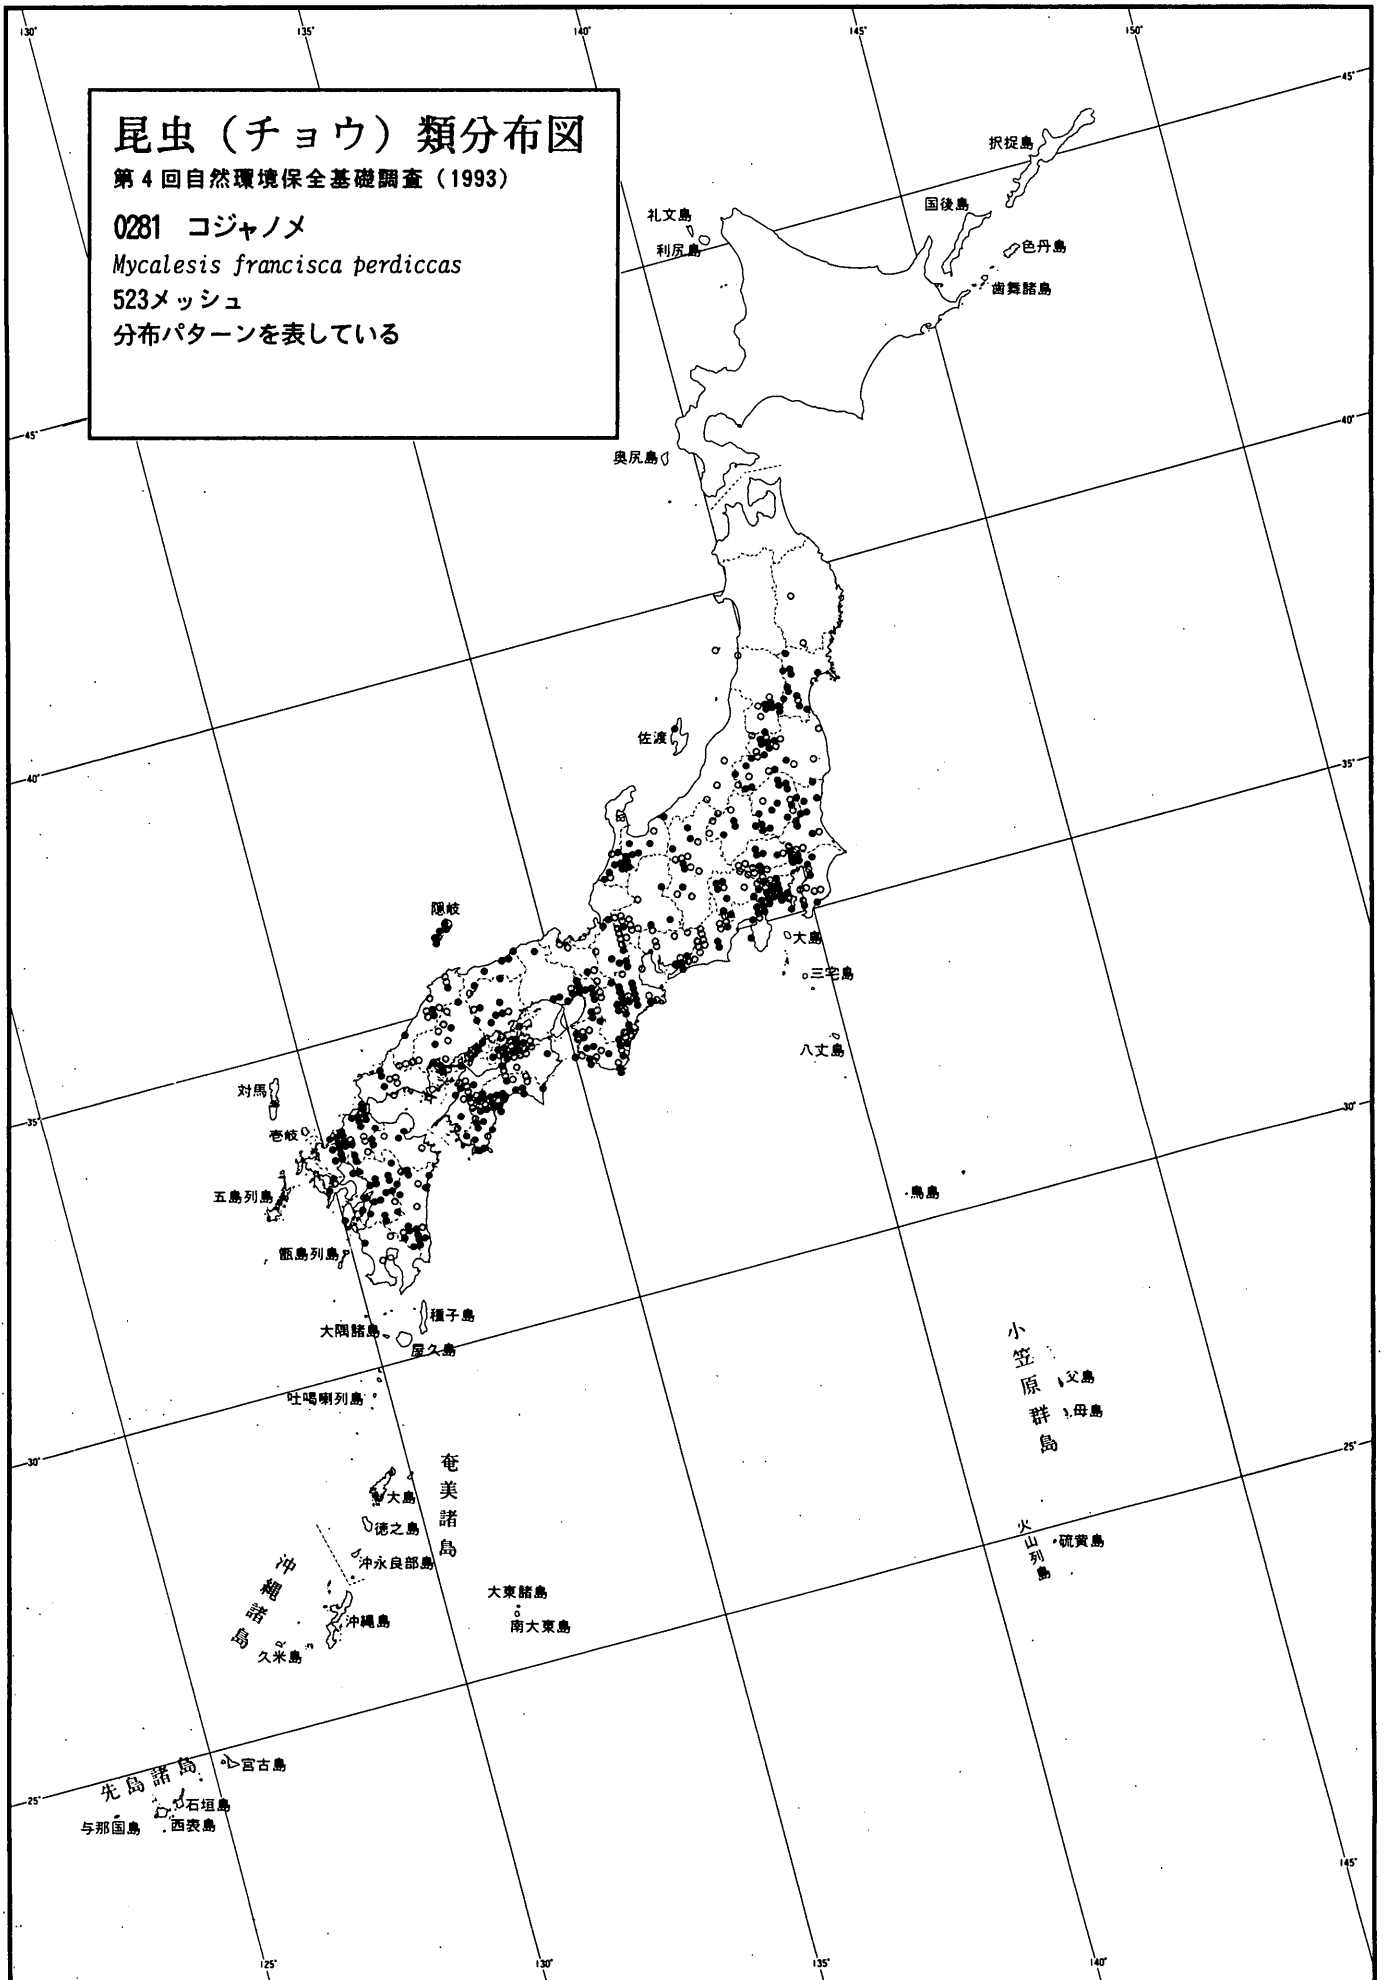 130°
135°
140°
145°
150°
昆虫（チョウ）類分布図
第4回自然環境保全基礎調査（1993）
0281　コジャノメ
Mycalesis francisca perdiccas
523メッシュ
分布パターンを表している
45°
択捉島
国後島
礼文島
利尻島
色丹島
歯舞諸島
45°
40°
奥尻島
佐渡
40°
35°
隠岐
大島
三宅島
八丈島
対馬
35°
壱岐
30°
五島列島
鳥島
甑島列島
種子島
大隅諸島
屋久島
吐噶喇列島
小笠原群島
父島
母島
30°
25°
奄美諸島
大島
徳之島
沖永良部島
火山列島
硫黄島
沖縄諸島
沖縄島
久米島
大東諸島
南大東島
先島諸島
宮古島
石垣島
西表島
与那国島
25°
145°
125°
130°
135°
140°